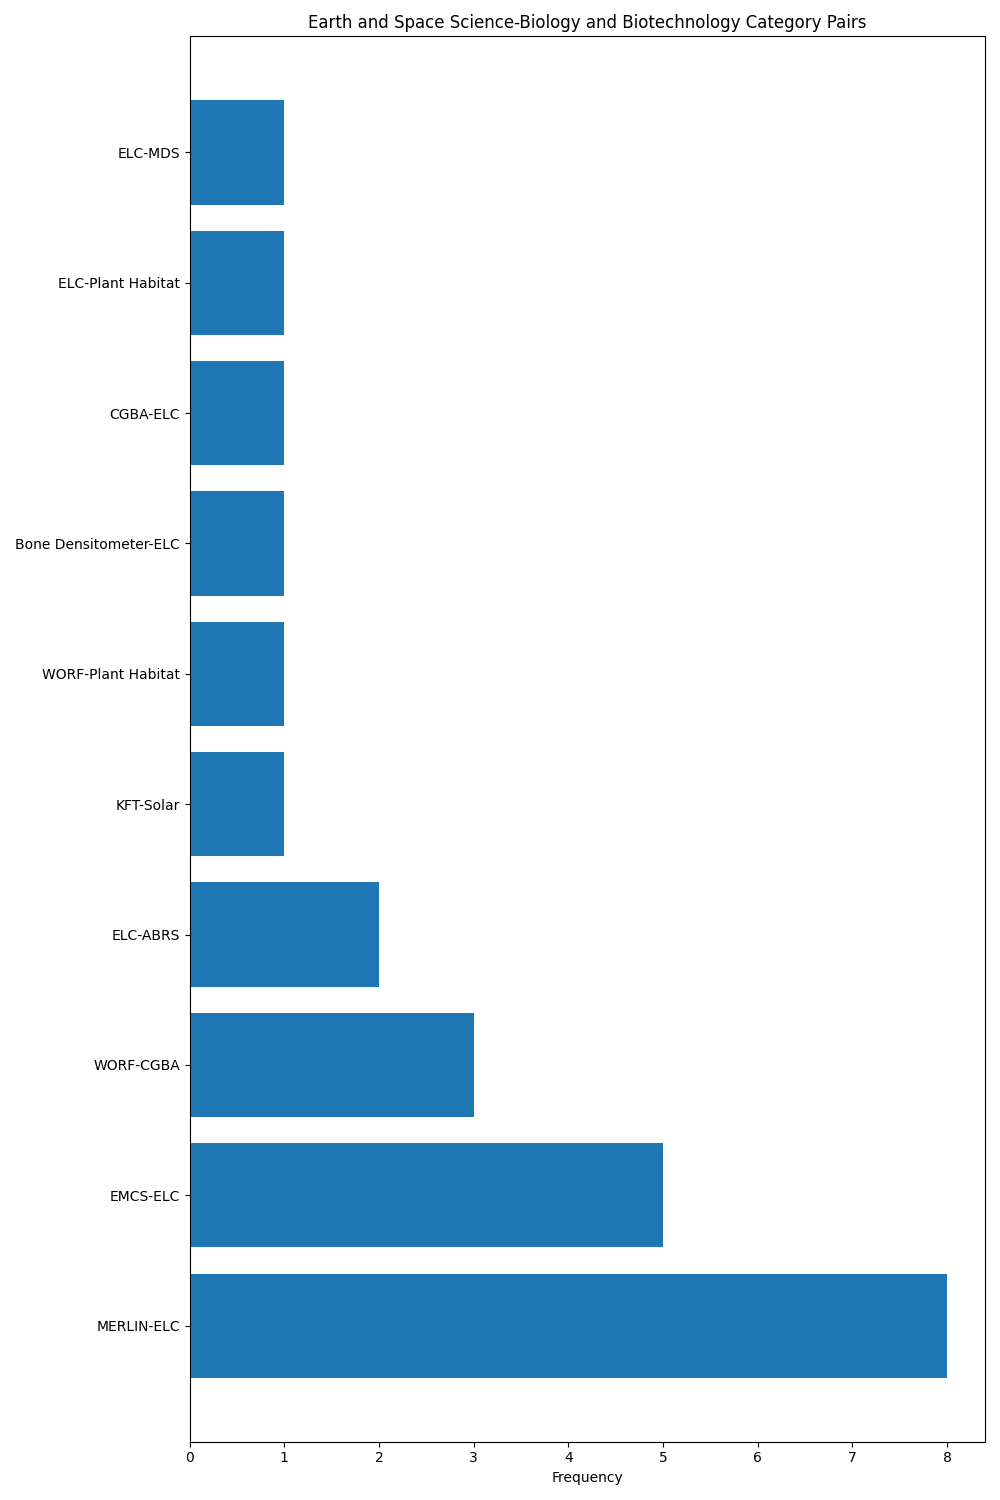 Earth and Space Science-Biology and Biotechnology Category Pairs
ELC-MDS
ELC-Plant Habitat
CGBA-ELC
Bone Densitometer-ELC
WORF-Plant Habitat
KFT-Solar
ELC-ABRS
WORF-CGBA
EMCS-ELC
MERLIN-ELC
0 1 2 3 4 5 6 7 8
Frequency